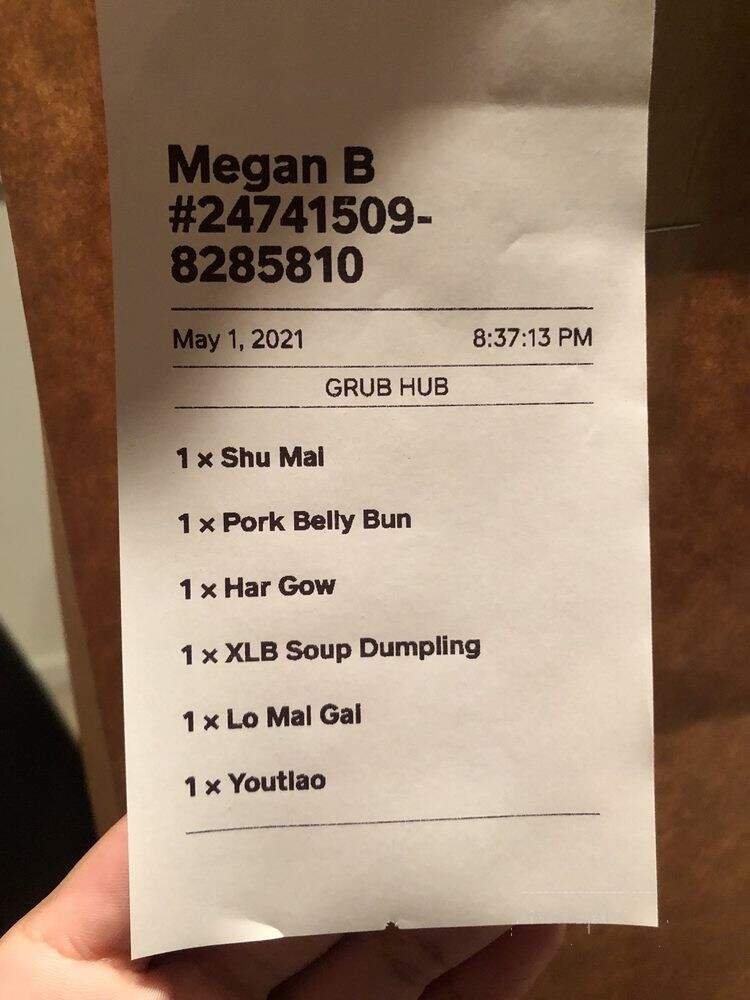 Megan B
#24741509-
8285810
May 1, 2021 8:37:13 PM
GRUB HUB
1 x Shu Mai
1 x Pork Belly Bun
1 x Har Gow
1 x XLB Soup Dumpling
1 x Lo Mai Gai
1 x Youtiao